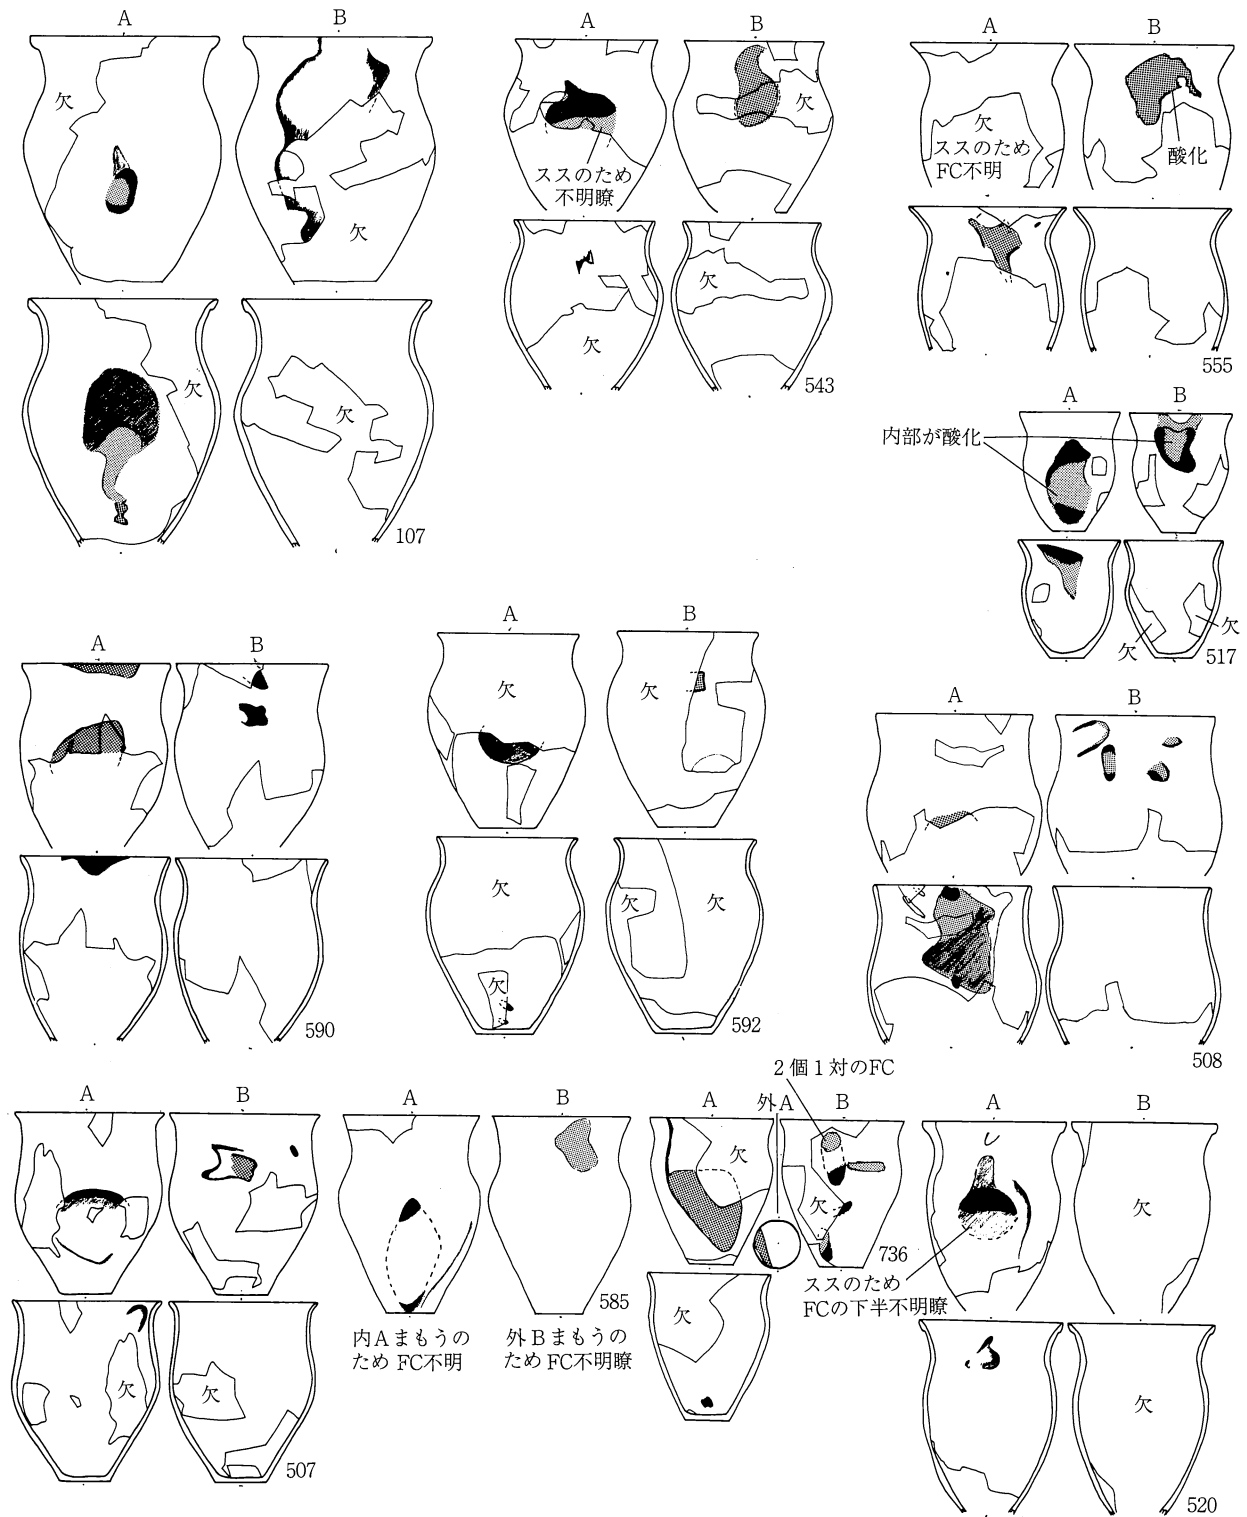 A
B
欠
欠
欠
欠
107
A
B
欠
ススのため
不明瞭
欠
欠
543
A
B
欠
ススのため
FC不明
酸化
555
A
B
内部が酸化
欠
欠
517
A
B
590
A
B
欠
欠
欠
欠
欠
欠
592
A
B
508
A
B
欠
欠
507
A
B
585
内Aまもうの
ため FC不明
外Bまもうの
ため FC不明瞭
2個1対のFC
A
外A
B
欠
欠
736
欠
A
B
欠
ススのため
FCの下半不明瞭
欠
520